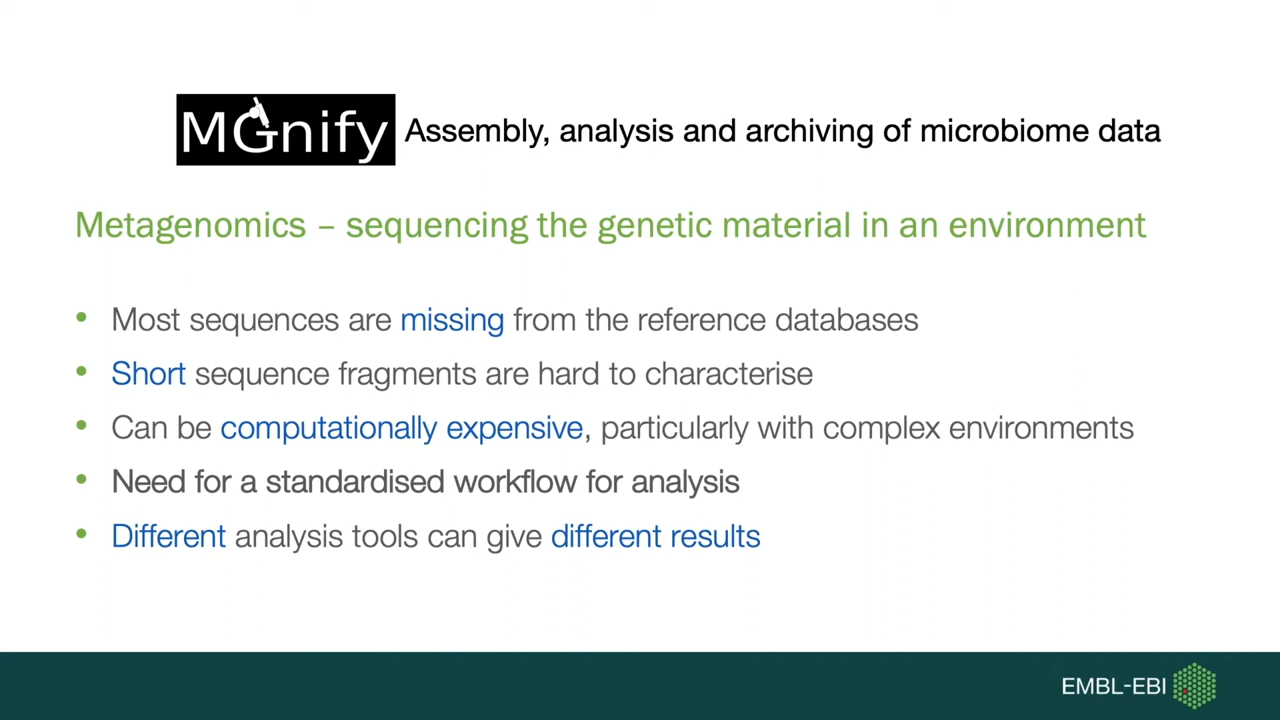 MGnify Assembly, analysis and archiving of microbiome data
Metagenomics – sequencing the genetic material in an environment
• Most sequences are missing from the reference databases
• Short sequence fragments are hard to characterise
• Can be computationally expensive, particularly with complex environments
• Need for a standardised workflow for analysis
• Different analysis tools can give different results
EMBL-EBI